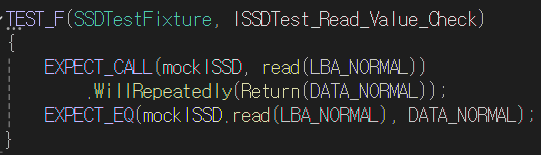 TEST_F(SSDTestFixture, ISSDTest_Read_Value_Check)
{
EXPECT_CALL(mockISSD, read(LBA_NORMAL))
.WillRepeatedly(Return(DATA_NORMAL));
EXPECT_EQ(mockISSD.read(LBA_NORMAL), DATA_NORMAL);
}